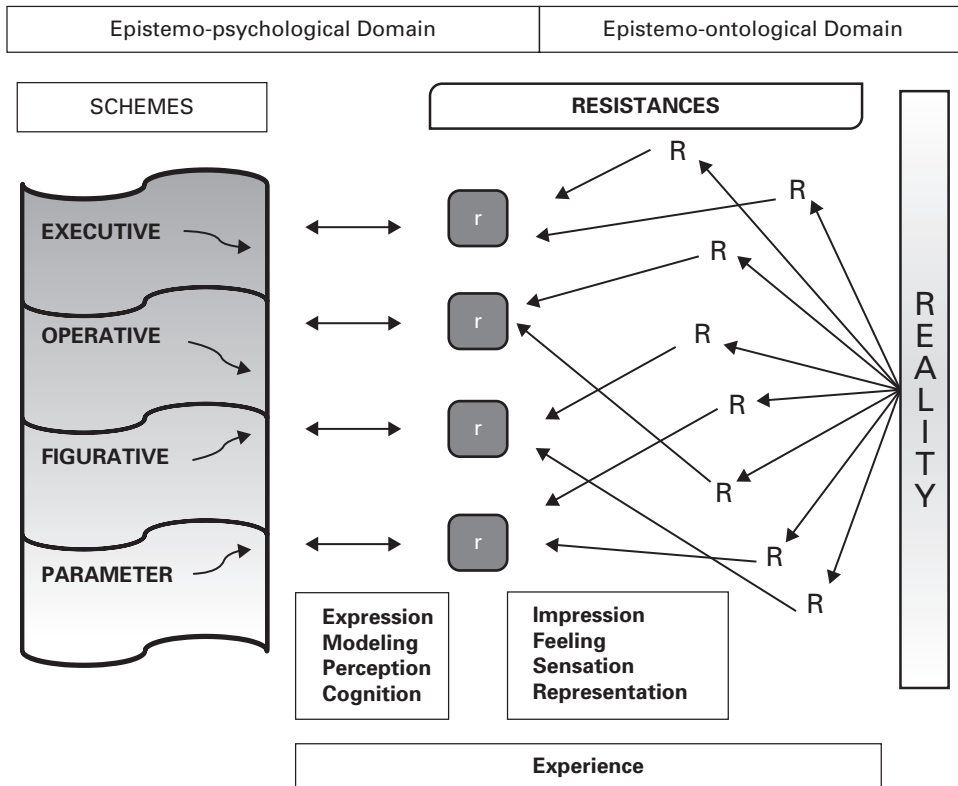 Epistemo-psychological Domain
Epistemo-ontological Domain
SCHEMES
RESISTANCES
R
R
EXECUTIVE
r
R
OPERATIVE
r
R
R
FIGURATIVE
r
R
r
R
PARAMETER
R
REALITY
Expression
Modeling
Perception
Cognition
Impression
Feeling
Sensation
Representation
Experience